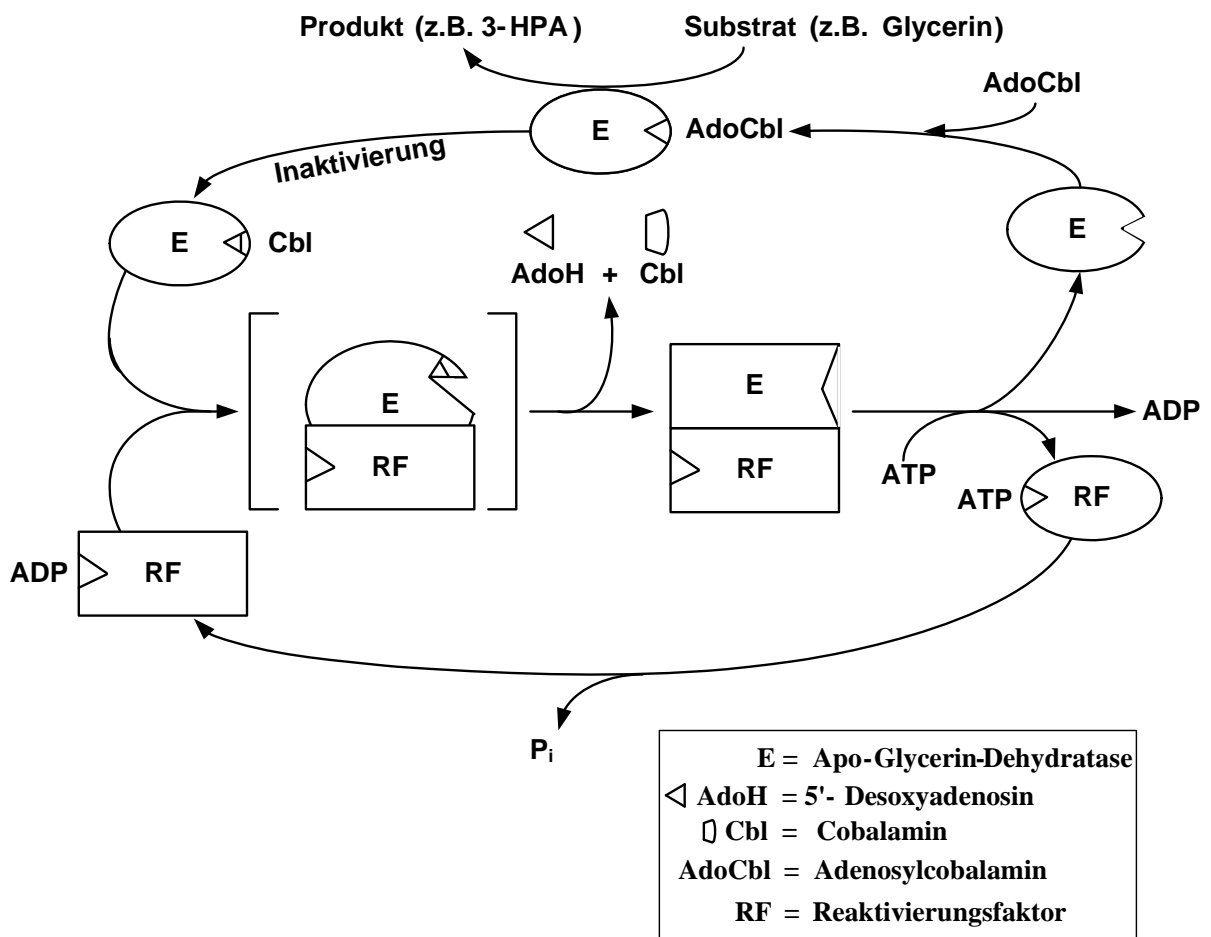 Produkt (z.B. 3-HPA) Substrat (z.B. Glycerin)
AdoCbl
E AdoCbl
Inaktivierung
E Cbl
E
AdoH + Cbl
E
RF
E
RF
ADP
ATP
ATP RF
ADP RF
Pi
E = Apo-Glycerin-Dehydratase
AdoH = 5'- Desoxyadenosin
Cbl = Cobalamin
AdoCbl = Adenosylcobalamin
RF = Reaktivierungsfaktor